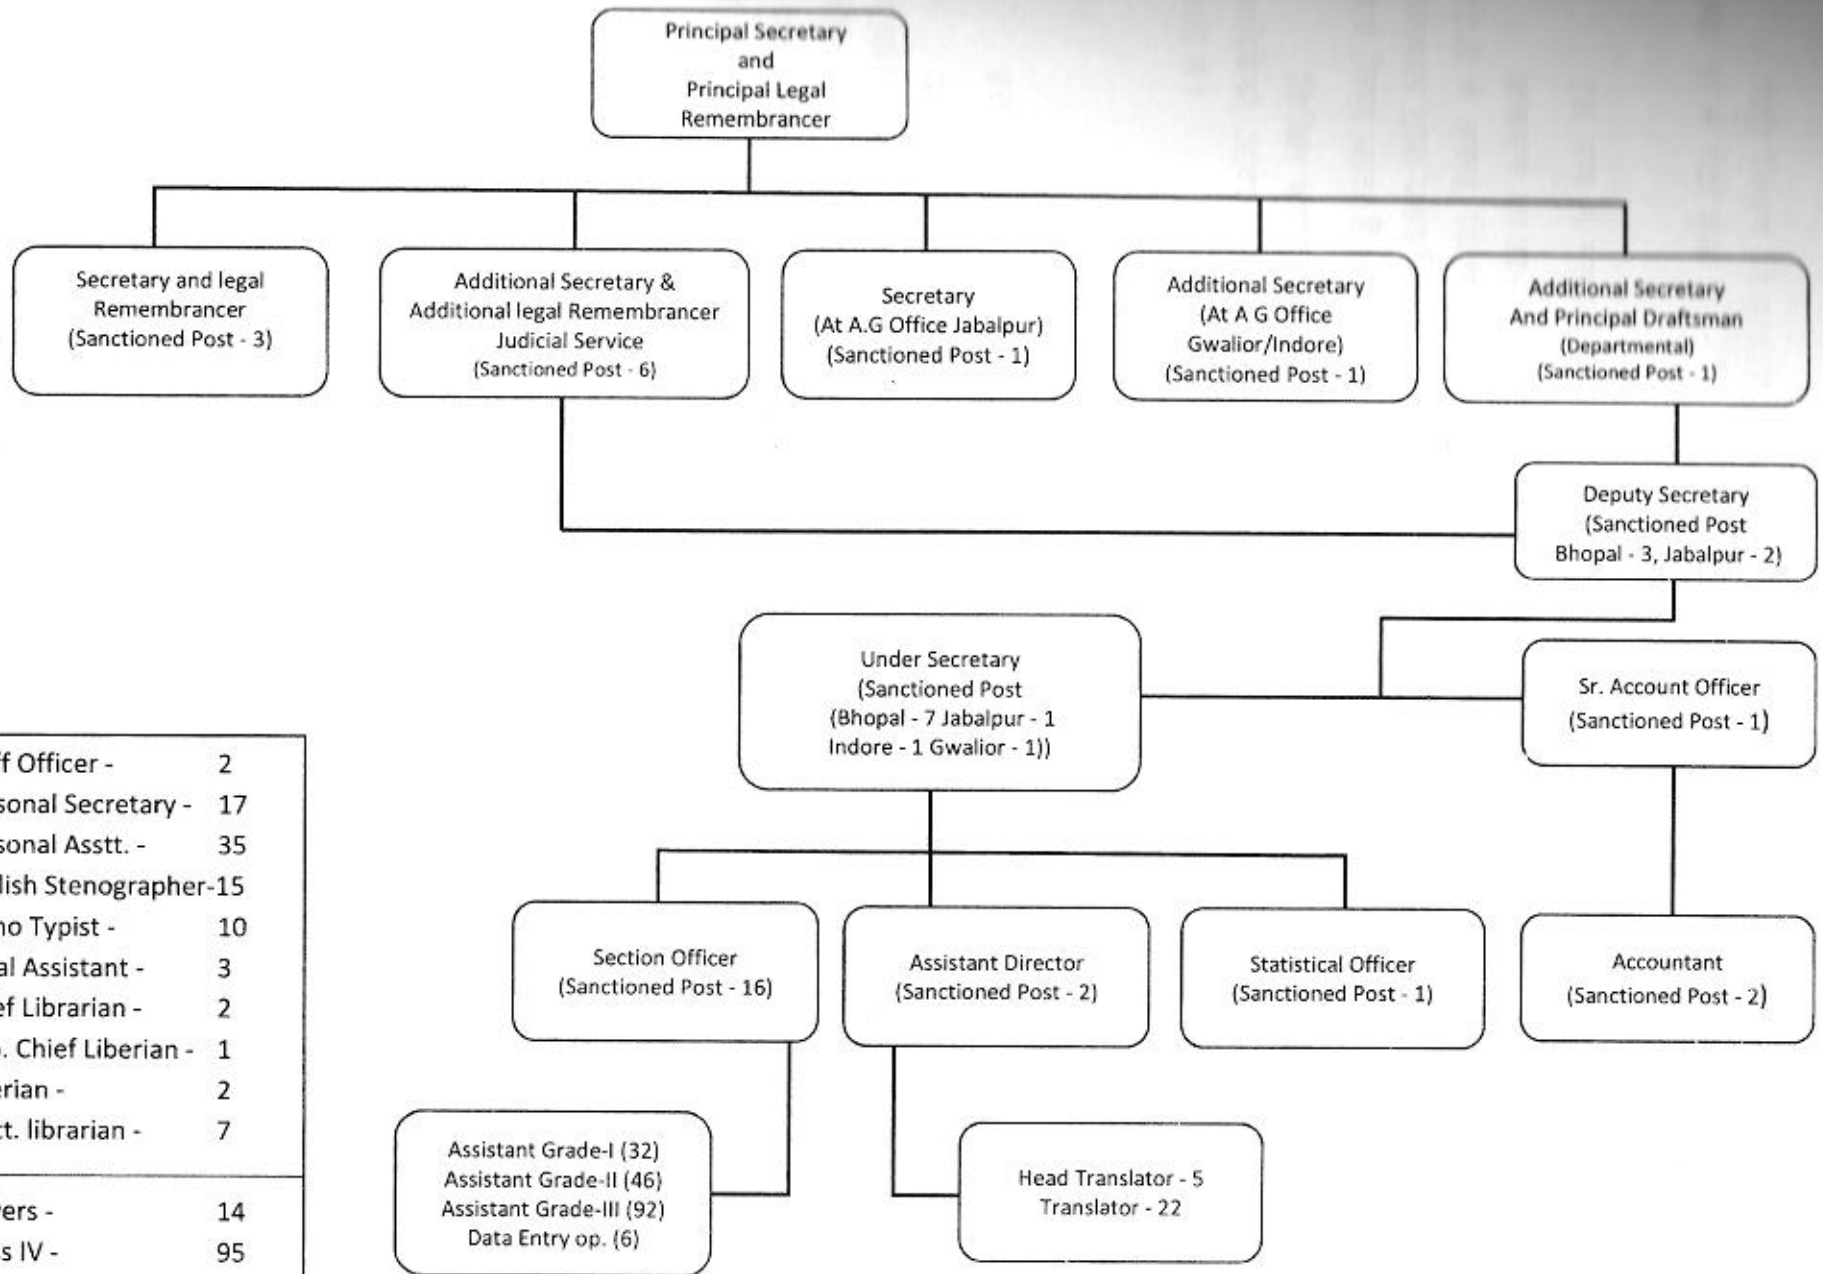 Principal Secretary
and
Principal Legal
Remembrancer
Secretary and legal
Remembrancer
(Sanctioned Post - 3)
Additional Secretary &
Additional legal Remembrancer
Judicial Service
(Sanctioned Post - 6)
Secretary
(At A.G Office Jabalpur)
(Sanctioned Post - 1)
Additional Secretary
(At A G Office
Gwalior/Indore)
(Sanctioned Post - 1)
Additional Secretary
And Principal Draftsman
(Departmental)
(Sanctioned Post - 1)
Deputy Secretary
(Sanctioned Post
Bhopal - 3, Jabalpur - 2)
Under Secretary
(Sanctioned Post
(Bhopal - 7 Jabalpur - 1
Indore - 1 Gwalior - 1))
Sr. Account Officer
(Sanctioned Post - 1)
Section Officer
(Sanctioned Post - 16)
Assistant Director
(Sanctioned Post - 2)
Statistical Officer
(Sanctioned Post - 1)
Accountant
(Sanctioned Post - 2)
Assistant Grade-I (32)
Assistant Grade-II (46)
Assistant Grade-III (92)
Data Entry op. (6)
Head Translator - 5
Translator - 22
ff Officer - 2
sonal Secretary - 17
sonal Asstt. - 35
lish Stenographer-15
no Typist - 10
al Assistant - 3
ef Librarian - 2
. Chief Liberian - 1
erian - 2
tt. librarian - 7
vers - 14
ss IV - 95